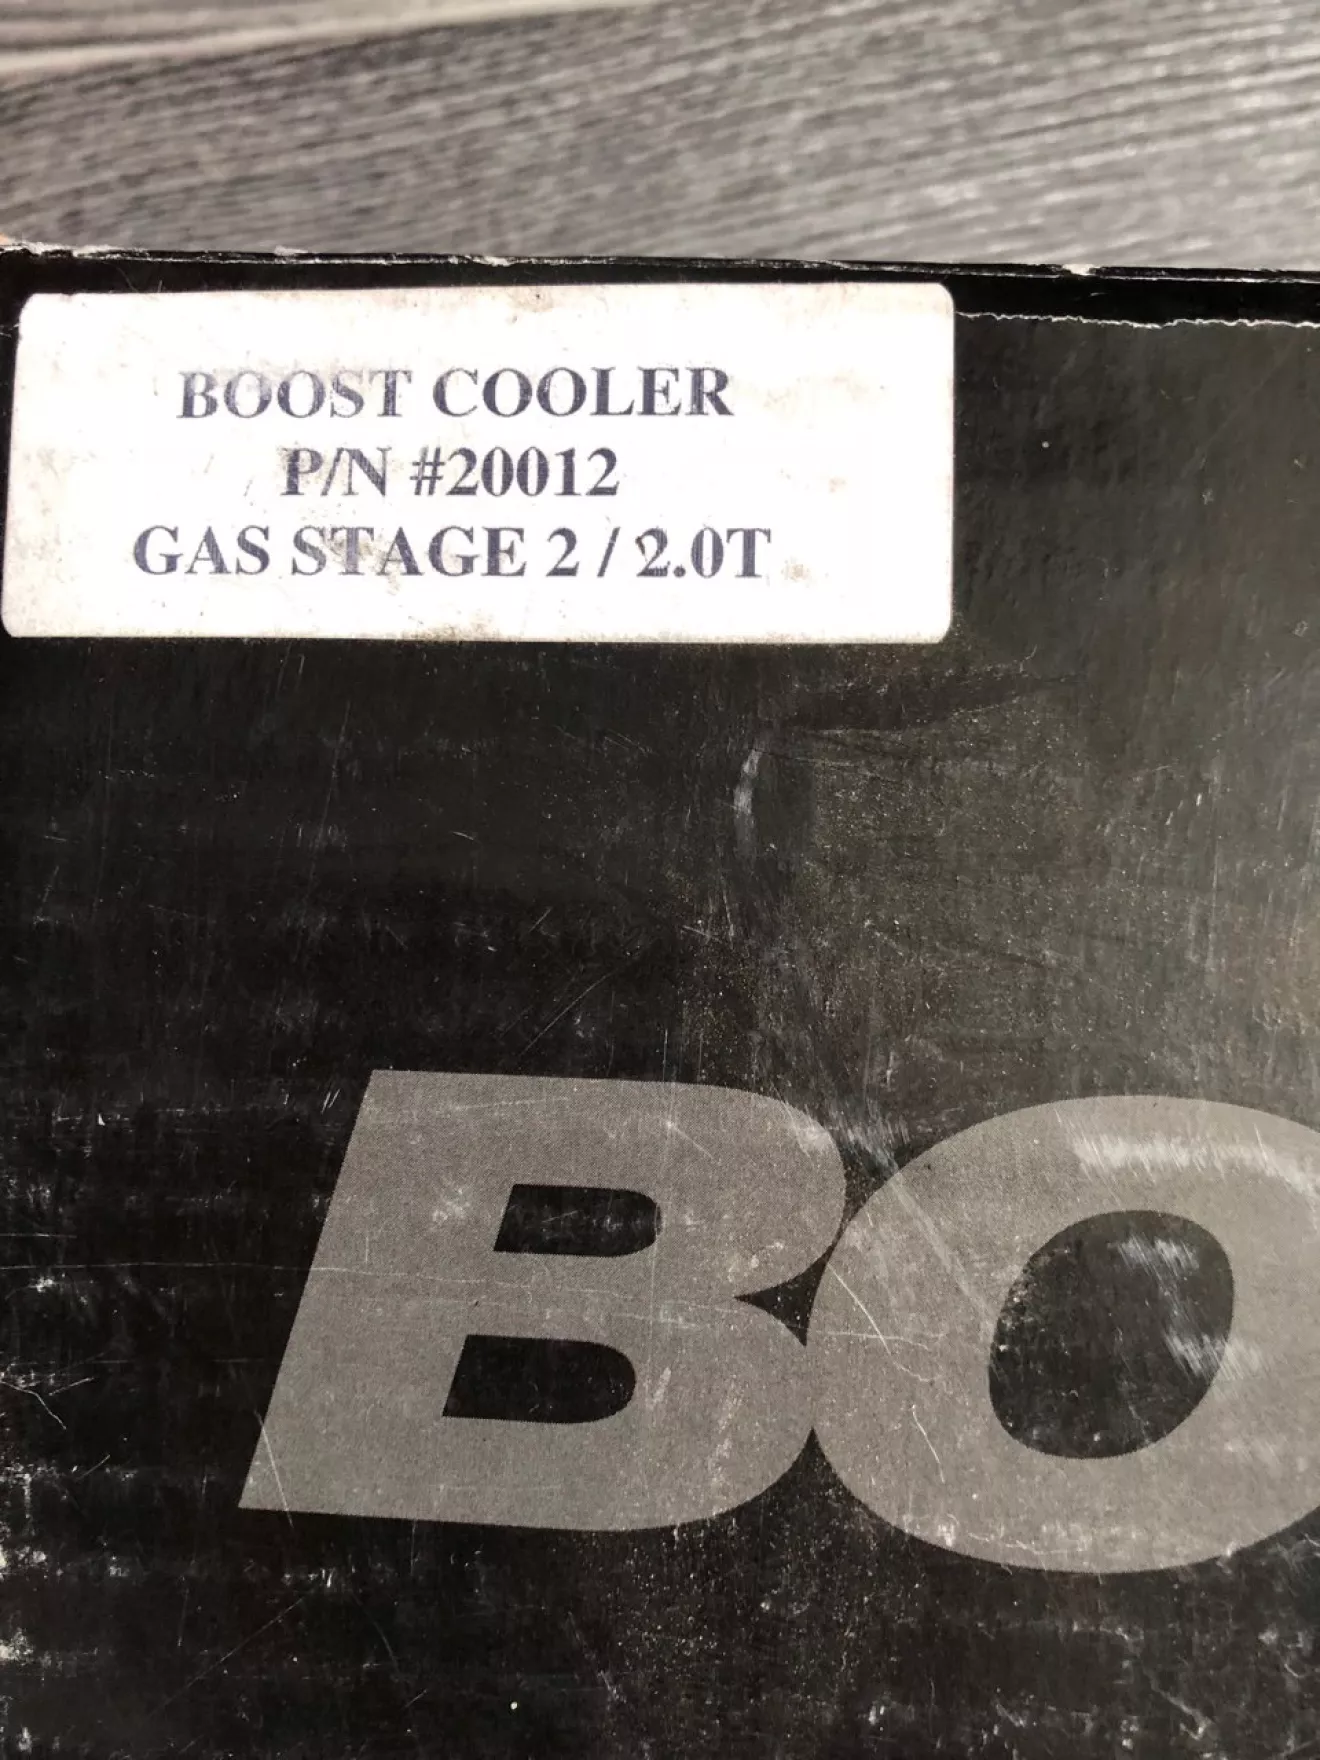 BOOST COOLER
P/N #20012
GAS STAGE 2 / 2.0T
BO